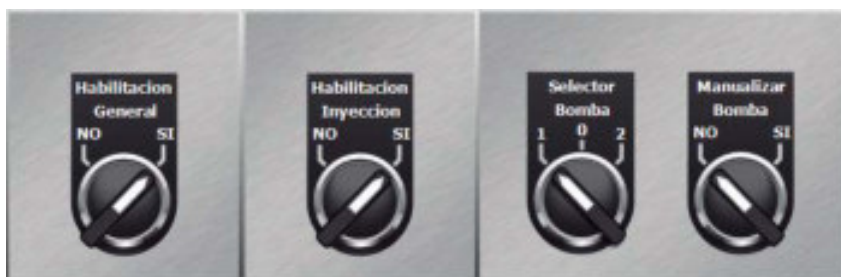 Habilitacion
General
NO SI
Habilitacion
Inyeccion
NO SI
Selector
Bomba
1 0 2
Manualizar
Bomba
NO SI